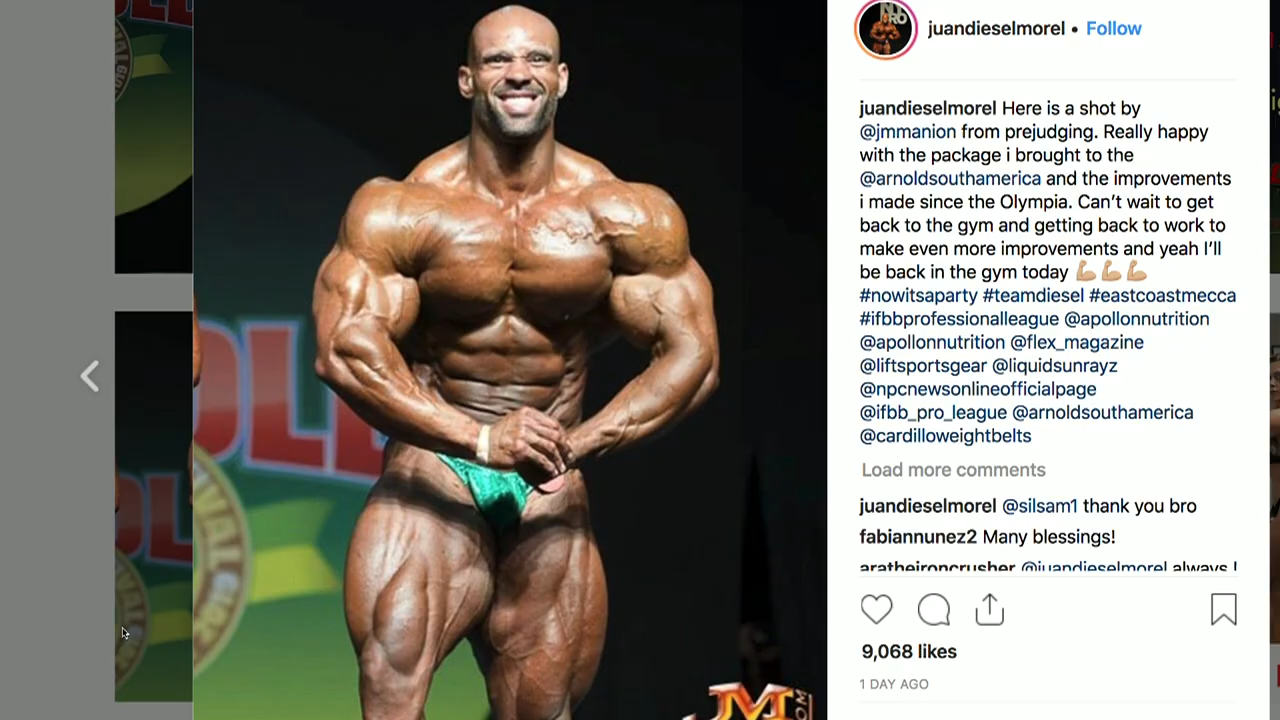 juandieselmorel • Follow
juandieselmorel Here is a shot by
@jmmanion from prejudging. Really happy
with the package i brought to the
@arnoldsouthamerica and the improvements
i made since the Olympia. Can't wait to get
back to the gym and getting back to work to
make even more improvements and yeah I'll
be back in the gym today 💪🏼💪🏼💪🏼
#nowitsaparty #teamdiesel #eastcoastmecca
#ifbbprofessionalleague @apollonnutrition
@apollonnutrition @flex_magazine
@liftsportsgear @liquidsunrayz
@npcnewsonlineofficialpage
@ifbb_pro_league @arnoldsouthamerica
@cardilloweightbelts
Load more comments
juandieselmorel @silsam1 thank you bro
fabiannunez2 Many blessings!
aratheironcrusher @juandieselmorel always !
9,068 likes
1 DAY AGO